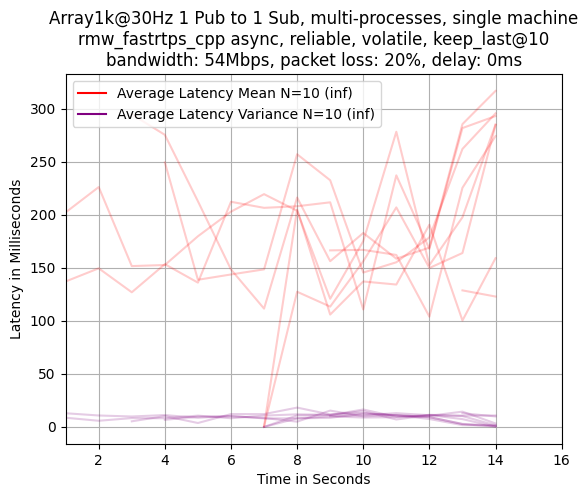 Array1k@30Hz 1 Pub to 1 Sub, multi-processes, single machine
rmw_fastrtps_cpp async, reliable, volatile, keep_last@10
bandwidth: 54Mbps, packet loss: 20%, delay: 0ms
Average Latency Mean N=10 (inf)
Average Latency Variance N=10 (inf)
Latency in Milliseconds
300
250
200
150
100
50
0
2 4 6 8 10 12 14 16
Time in Seconds